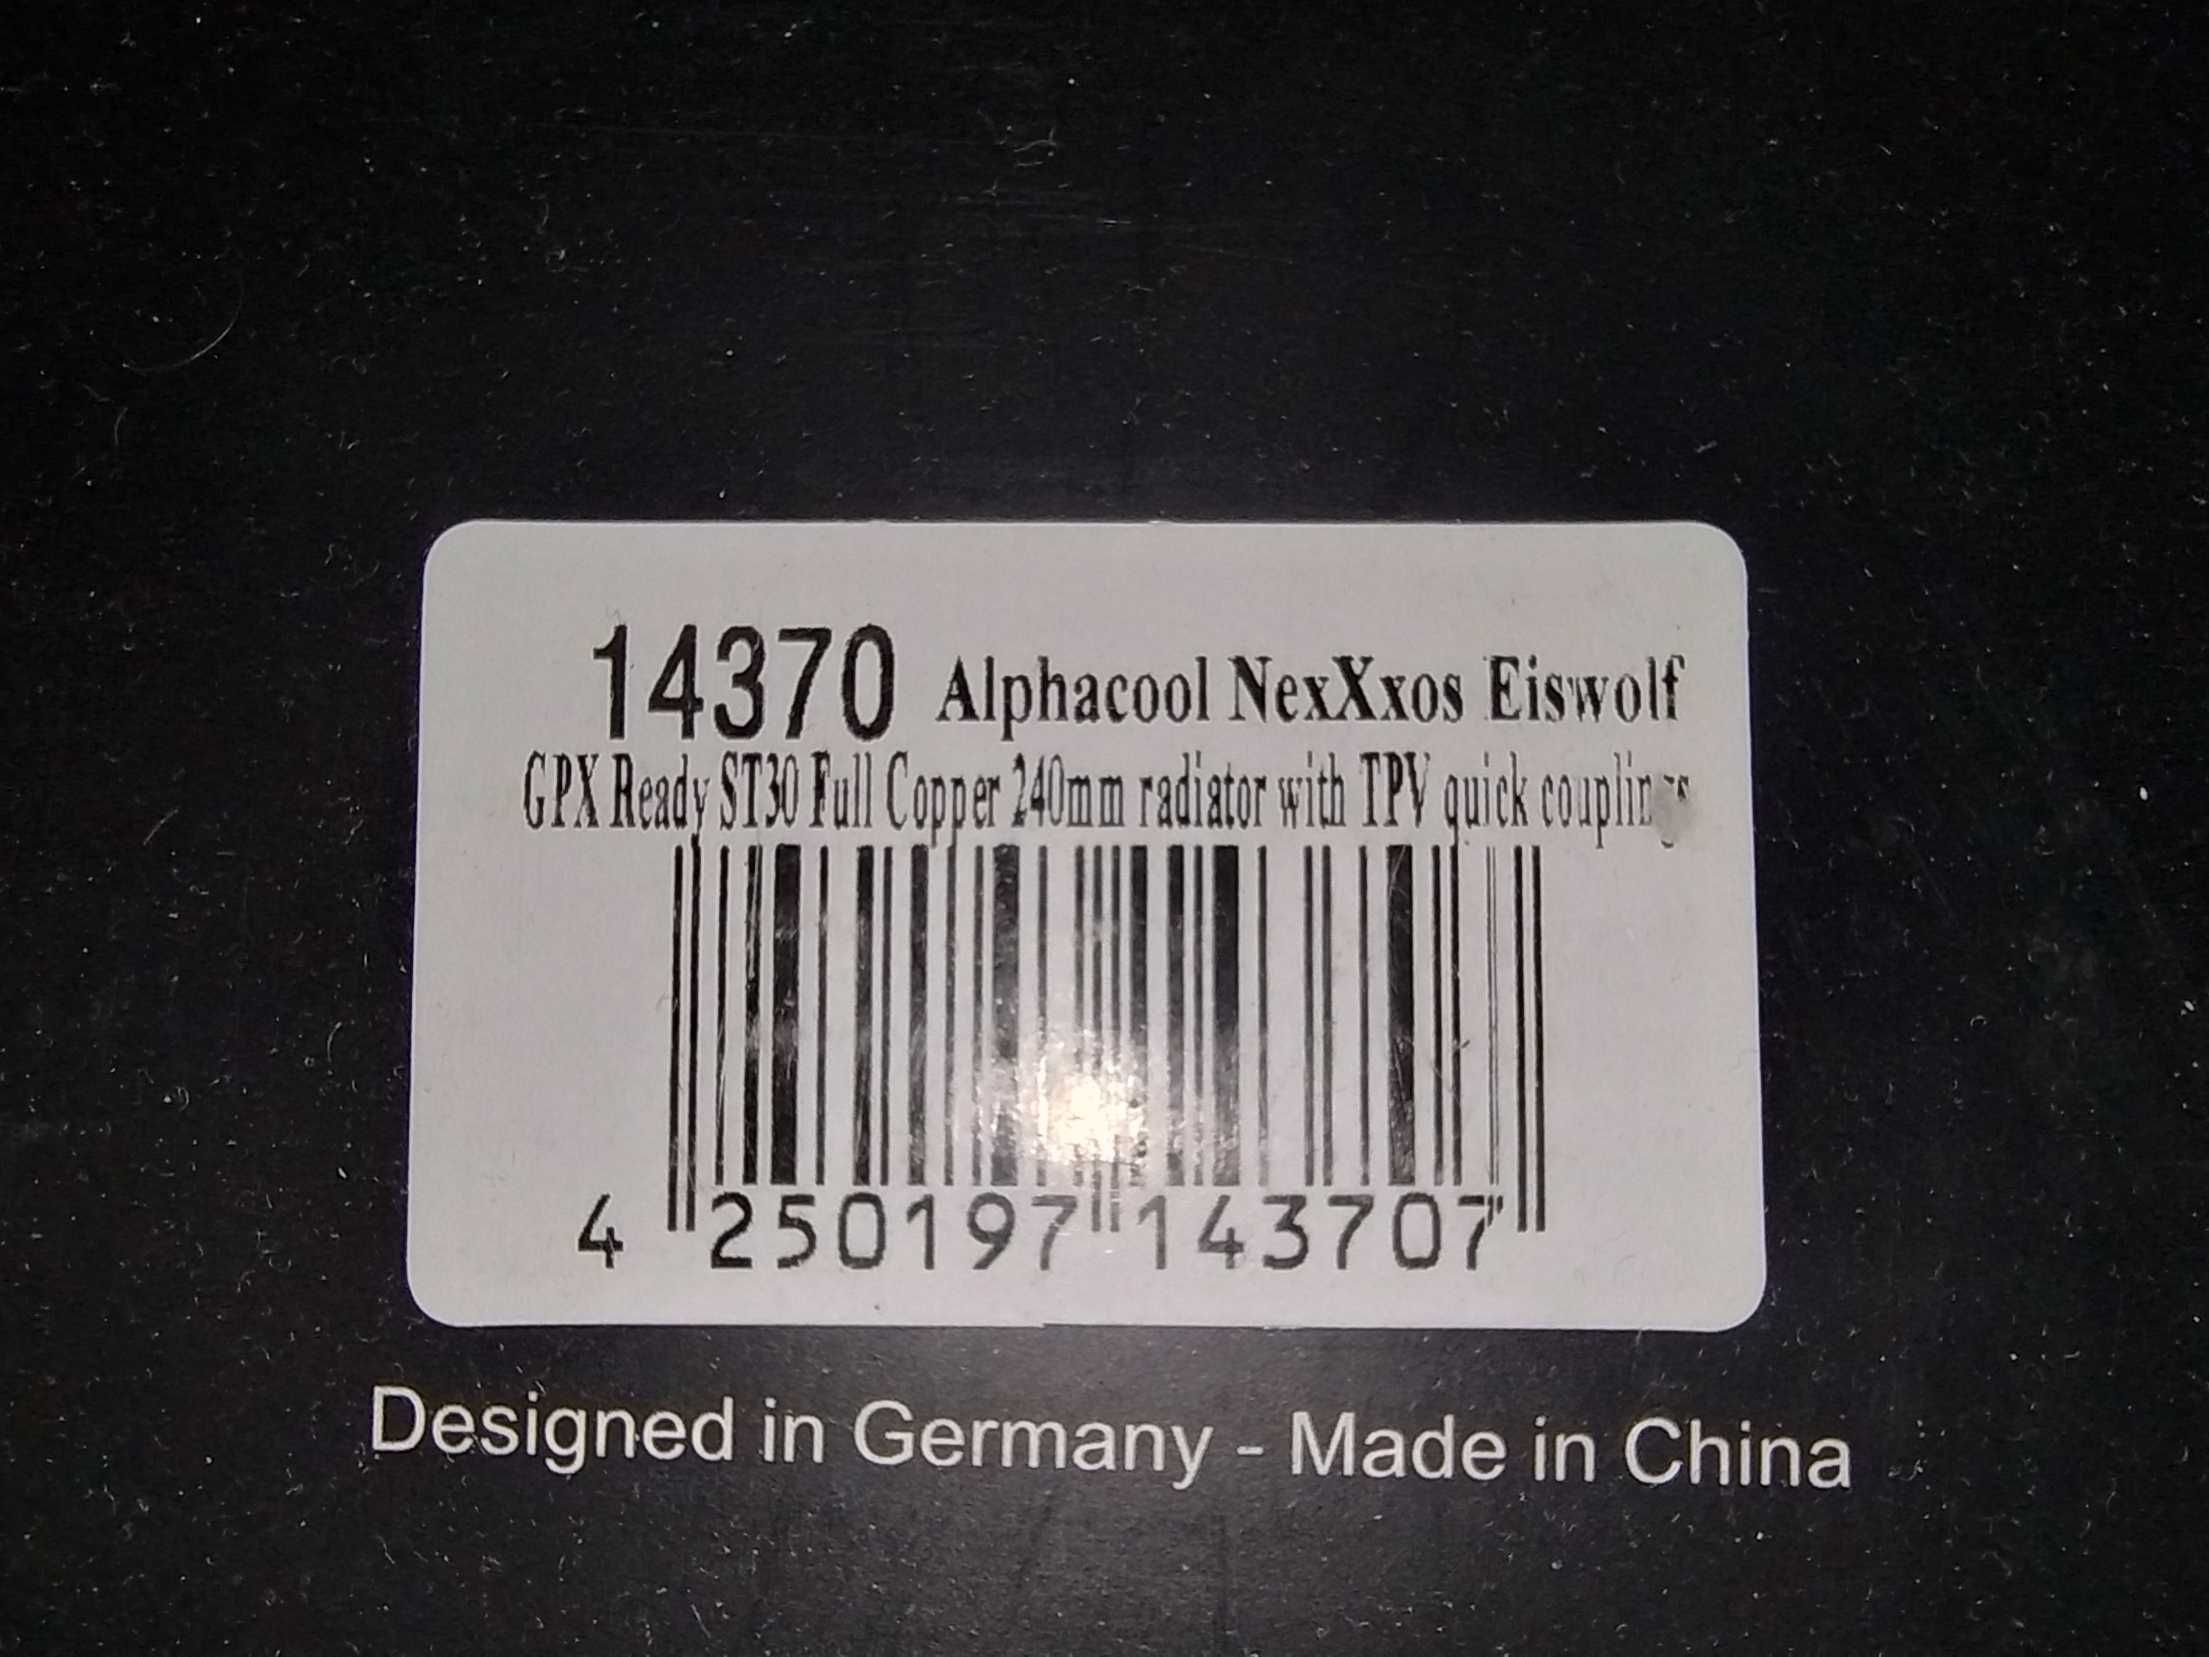 14370 Alphacool NexXxos Eiswolf
GPX Ready ST30 Full Copper 240mm radiator with TPV quick couplings
4 250197 143707
Designed in Germany - Made in China